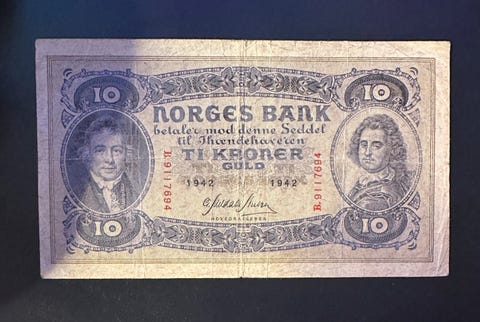 10 10
NORGES BANK
betaler mod denne Seddel
til Ihændehaveren
TI KRONER
GULD
1942 1942
B.9117694
B.9117694
HOVEDKASSERER
10 10